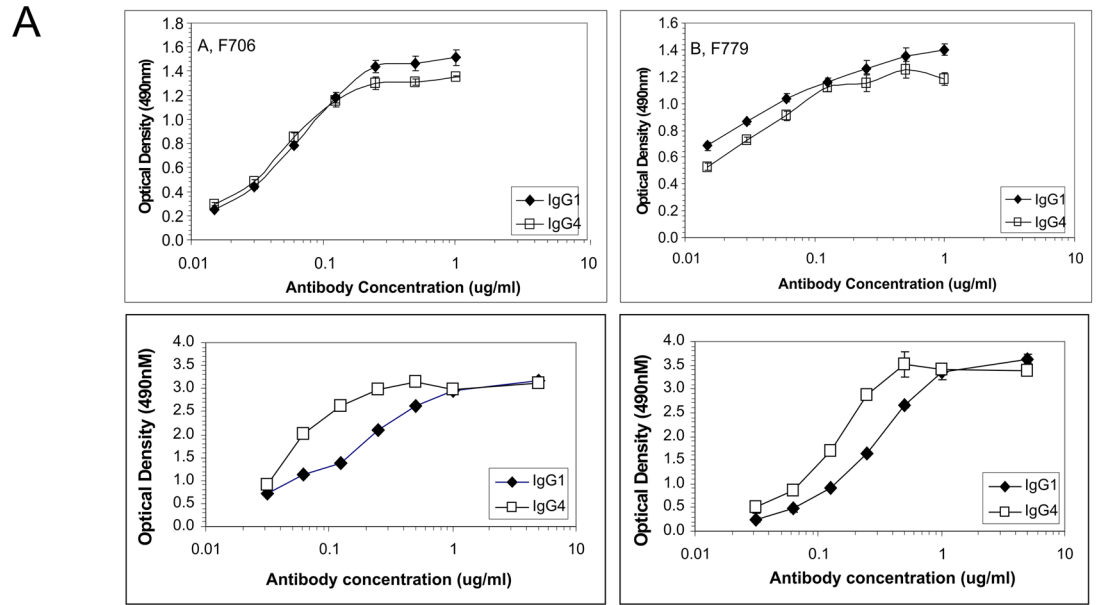 A
A, F706
Optical Density (490nm)
1.8
1.6
1.4
1.2
1.0
0.8
0.6
0.4
0.2
0.0
IgG1
IgG4
0.01 0.1 1 10
Antibody Concentration (ug/ml)
B, F779
Optical Density (490nm)
1.6
1.4
1.2
1.0
0.8
0.6
0.4
0.2
0.0
IgG1
IgG4
0.01 0.1 1 10
Antibody Concentration (ug/ml)
Optical Density (490nM)
4.0
3.5
3.0
2.5
2.0
1.5
1.0
0.5
0.0
IgG1
IgG4
0.01 0.1 1 10
Antibody concentration (ug/ml)
Optical Density (490nM)
4.0
3.5
3.0
2.5
2.0
1.5
1.0
0.5
0.0
IgG1
IgG4
0.01 0.1 1 10
Antibody concentration (ug/ml)